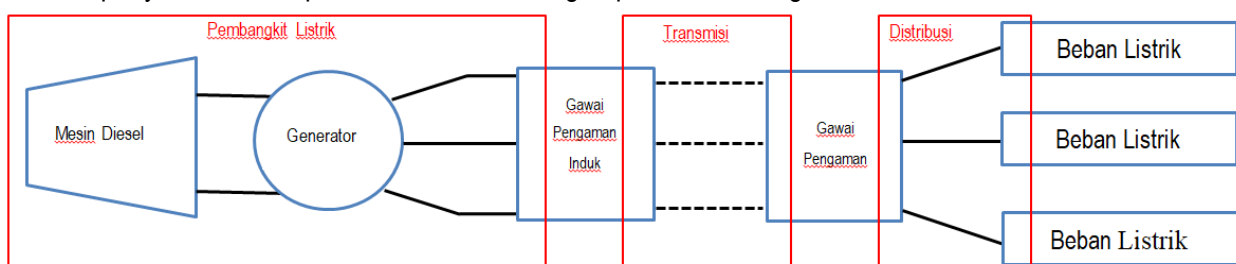 Pembangkit Listrik
Transmisi
Distribusi
Mesin Diesel
Generator
Gawai
Pengaman
Induk
Gawai
Pengaman
Beban Listrik
Beban Listrik
Beban Listrik